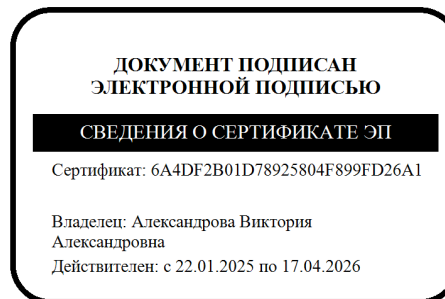 ДОКУМЕНТ ПОДПИСАН
ЭЛЕКТРОННОЙ ПОДПИСЬЮ
СВЕДЕНИЯ О СЕРТИФИКАТЕ ЭП
Сертификат: 6A4DF2B01D78925804F899FD26A1
Владелец: Александрова Виктория
Александровна
Действителен: с 22.01.2025 по 17.04.2026